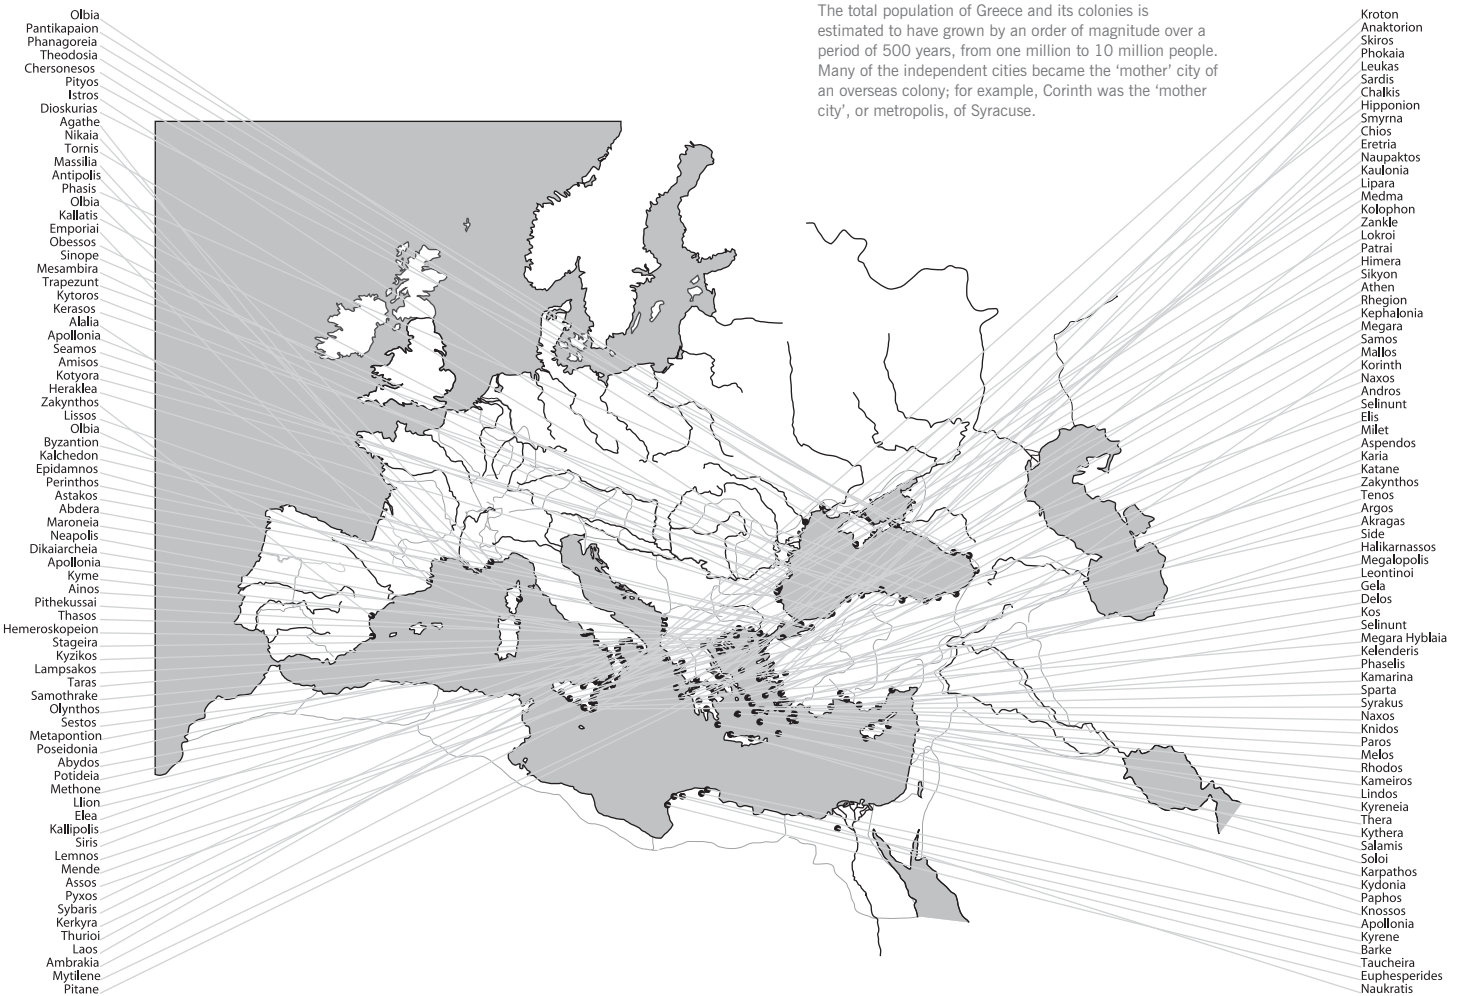 Olbia
Pantikapaion
Phanagoreia
Theodosia
Chersonesos
Pityos
Istros
Dioskurias
Agathe
Nikaia
Tornis
Massilia
Antipolis
Phasis
Olbia
Kallatis
Emporiai
Obessos
Sinope
Mesambira
Trapezunt
Kytoros
Kerasos
Alalia
Apollonia
Seamos
Amisos
Kotyora
Heraklea
Zakynthos
Lissos
Olbia
Byzantion
Kalchedon
Epidamnos
Perinthos
Astakos
Abdera
Maroneia
Neapolis
Dikaiarcheia
Apollonia
Kyme
Ainos
Pithekussai
Thasos
Hemeroskopeion
Stageira
Kyzikos
Lampsakos
Taras
Samothrake
Olynthos
Sestos
Metapontion
Poseidonia
Abydos
Potideia
Methone
Llion
Elea
Kallipolis
Siris
Lemnos
Mende
Assos
Pyxos
Sybaris
Kerkyra
Thurioi
Laos
Ambrakia
Mytilene
Pitane
The total population of Greece and its colonies is
estimated to have grown by an order of magnitude over a
period of 500 years, from one million to 10 million people.
Many of the independent cities became the ‘mother’ city of
an overseas colony; for example, Corinth was the ‘mother
city’, or metropolis, of Syracuse.
Kroton
Anaktorion
Skiros
Phokaia
Leukas
Sardis
Chalkis
Hipponion
Smyrna
Chios
Eretria
Naupaktos
Kaulonia
Lipara
Medma
Kolophon
Zankle
Lokroi
Patrai
Himera
Sikyon
Athen
Rhegion
Kephalonia
Megara
Samos
Mallos
Korinth
Naxos
Andros
Selinunt
Elis
Milet
Aspendos
Karia
Katane
Zakynthos
Tenos
Argos
Akragas
Side
Halikarnassos
Megalopolis
Leontinoi
Gela
Delos
Kos
Selinunt
Megara Hyblaia
Kelenderis
Phaselis
Kamarina
Sparta
Syrakus
Naxos
Knidos
Paros
Melos
Rhodos
Kameiros
Lindos
Kyreneia
Thera
Kythera
Salamis
Soloi
Karpathos
Kydonia
Paphos
Knossos
Apollonia
Kyrene
Barke
Taucheira
Euphesperides
Naukratis